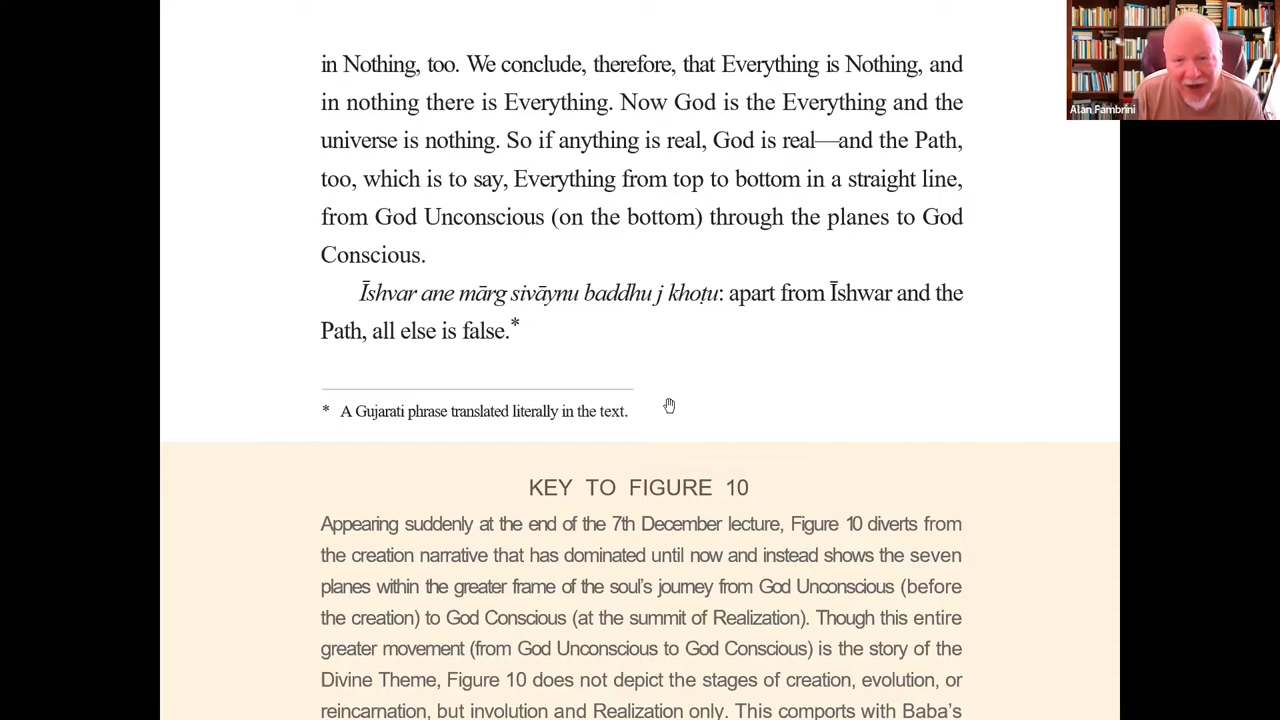 in Nothing, too. We conclude, therefore, that Everything is Nothing, and
in nothing there is Everything. Now God is the Everything and the
universe is nothing. So if anything is real, God is real—and the Path,
too, which is to say, Everything from top to bottom in a straight line,
from God Unconscious (on the bottom) through the planes to God
Conscious.
Īshvar ane mārg sivāynu baddhu j khoṭu: apart from Īshwar and the
Path, all else is false.*
* A Gujarati phrase translated literally in the text.
KEY TO FIGURE 10
Appearing suddenly at the end of the 7th December lecture, Figure 10 diverts from
the creation narrative that has dominated until now and instead shows the seven
planes within the greater frame of the soul's journey from God Unconscious (before
the creation) to God Conscious (at the summit of Realization). Though this entire
greater movement (from God Unconscious to God Conscious) is the story of the
Divine Theme, Figure 10 does not depict the stages of creation, evolution, or
reincarnation, but involution and Realization only. This comports with Baba's
Alan Fambrini